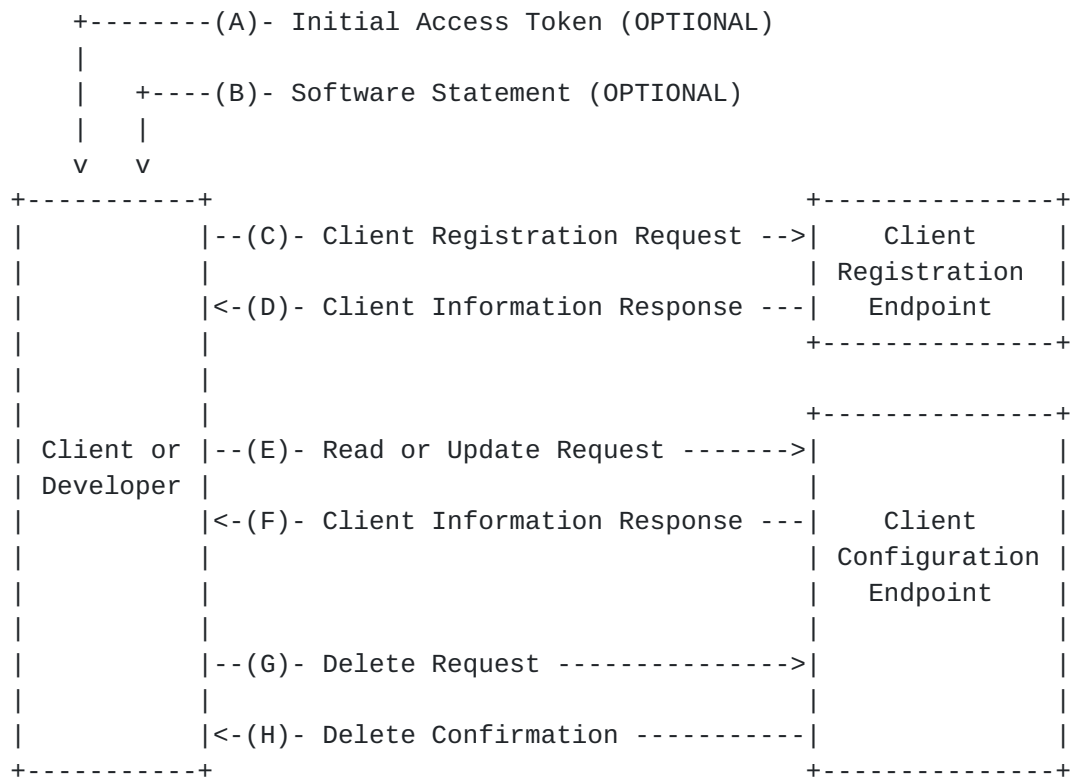 +--------(A)- Initial Access Token (OPTIONAL)
|
|   +----(B)- Software Statement (OPTIONAL)
|   |
v   v
+-----------+                                      +---------------+
|           |--(C)- Client Registration Request -->|    Client     |
|           |                                      | Registration  |
|           |<-(D)- Client Information Response ---|   Endpoint    |
|           |                                      +---------------+
|           |
|           |                                      +---------------+
| Client or |--(E)- Read or Update Request ------->|               |
| Developer |                                      |               |
|           |<-(F)- Client Information Response ---|    Client     |
|           |                                      | Configuration |
|           |                                      |   Endpoint    |
|           |                                      |               |
|           |--(G)- Delete Request --------------->|               |
|           |                                      |               |
|           |<-(H)- Delete Confirmation -----------|               |
+-----------+                                      +---------------+